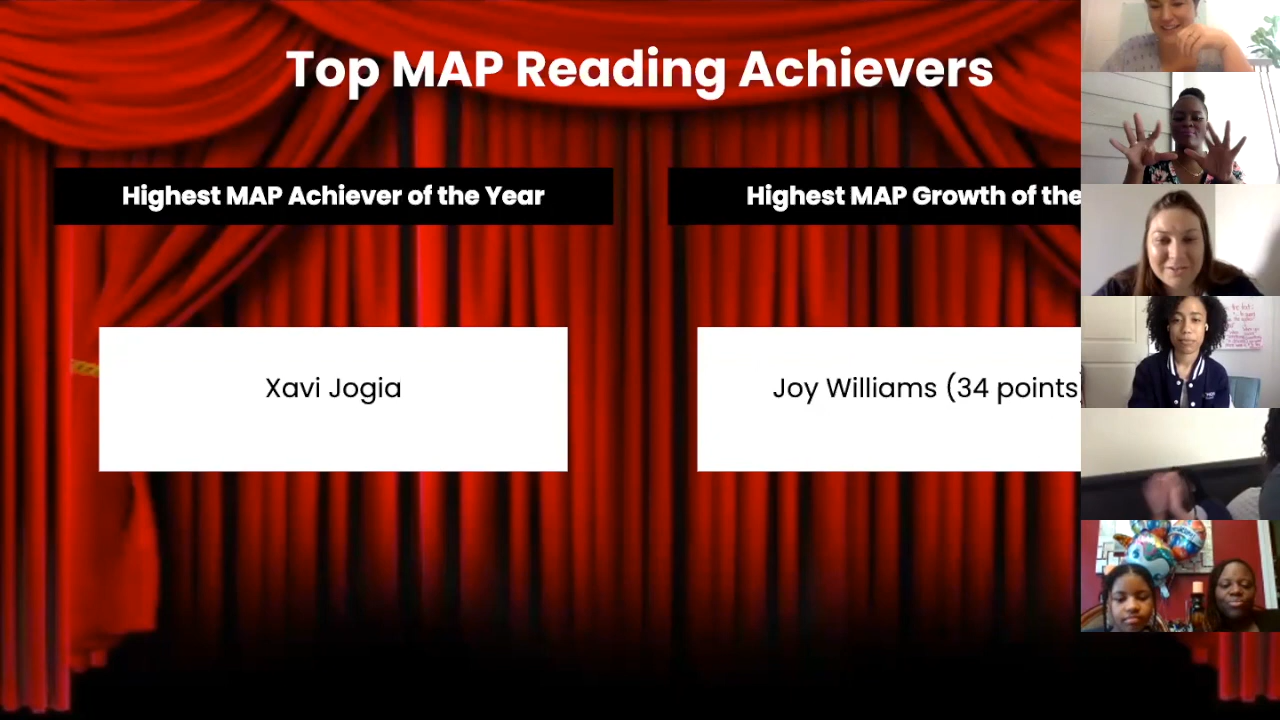 Top MAP Reading Achievers
Highest MAP Achiever of the Year
Highest MAP Growth of the
Xavi Jogia
Joy Williams (34 points)